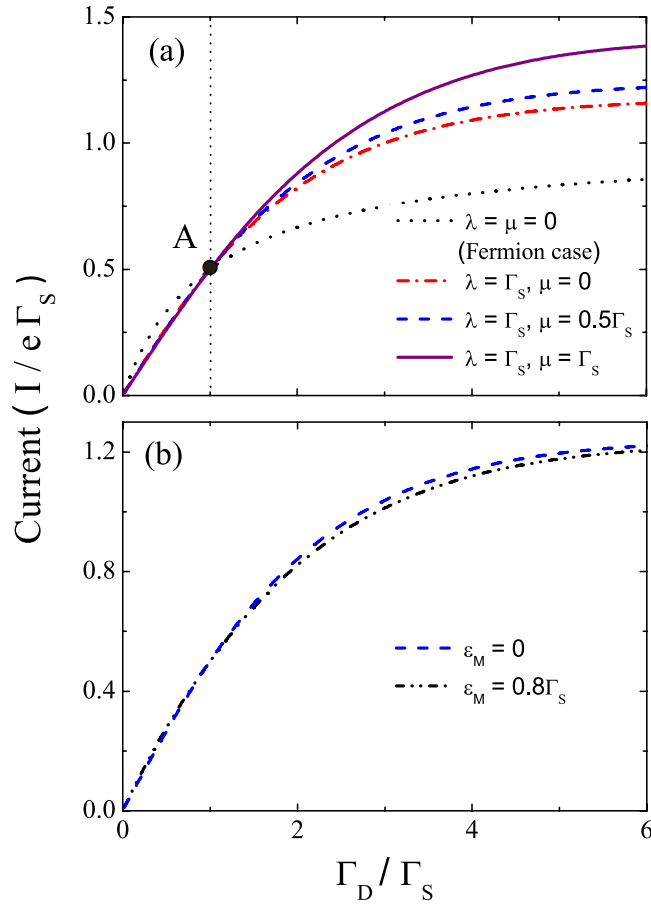 (a)
1.5
1.0
0.5
0.0
A
λ = μ = 0
(Fermion case)
λ = Γ_S, μ = 0
λ = Γ_S, μ = 0.5Γ_S
λ = Γ_S, μ = Γ_S
Current ( I / e Γ_S )
(b)
1.2
0.8
0.4
0.0
ε_M = 0
ε_M = 0.8Γ_S
0 2 4 6
Γ_D / Γ_S